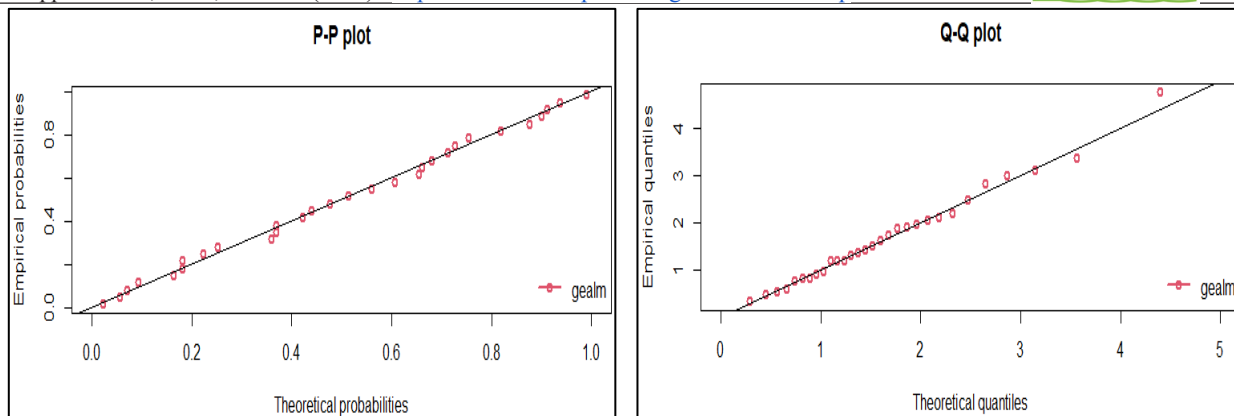 P-P plot
Empirical probabilities
0.8
0.4
0.0
gealm
0.0 0.2 0.4 0.6 0.8 1.0
Theoretical probabilities
Q-Q plot
Empirical quantiles
4
3
2
1
gealm
0 1 2 3 4 5
Theoretical quantiles